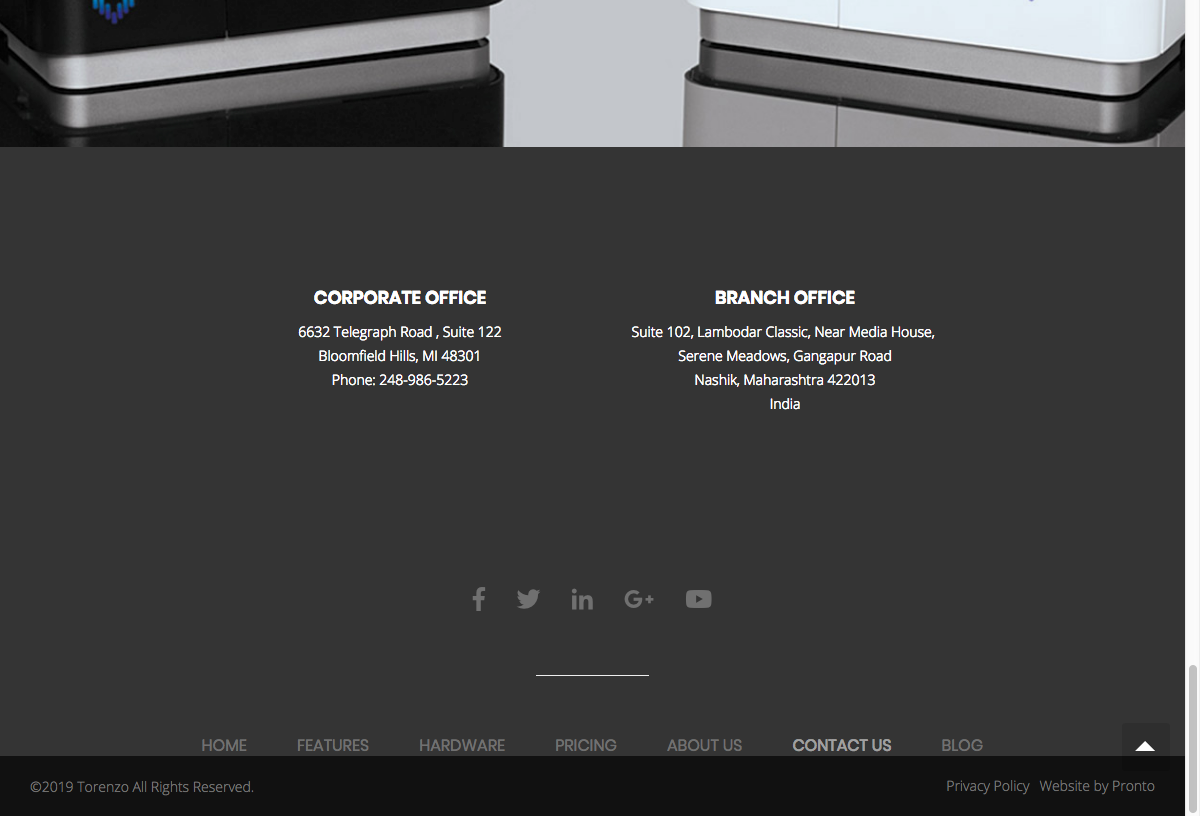 CORPORATE OFFICE
6632 Telegraph Road , Suite 122
Bloomfield Hills, MI 48301
Phone: 248-986-5223
BRANCH OFFICE
Suite 102, Lambodar Classic, Near Media House,
Serene Meadows, Gangapur Road
Nashik, Maharashtra 422013
India
HOME FEATURES HARDWARE PRICING ABOUT US CONTACT US BLOG
©2019 Torenzo All Rights Reserved.
Privacy Policy Website by Pronto